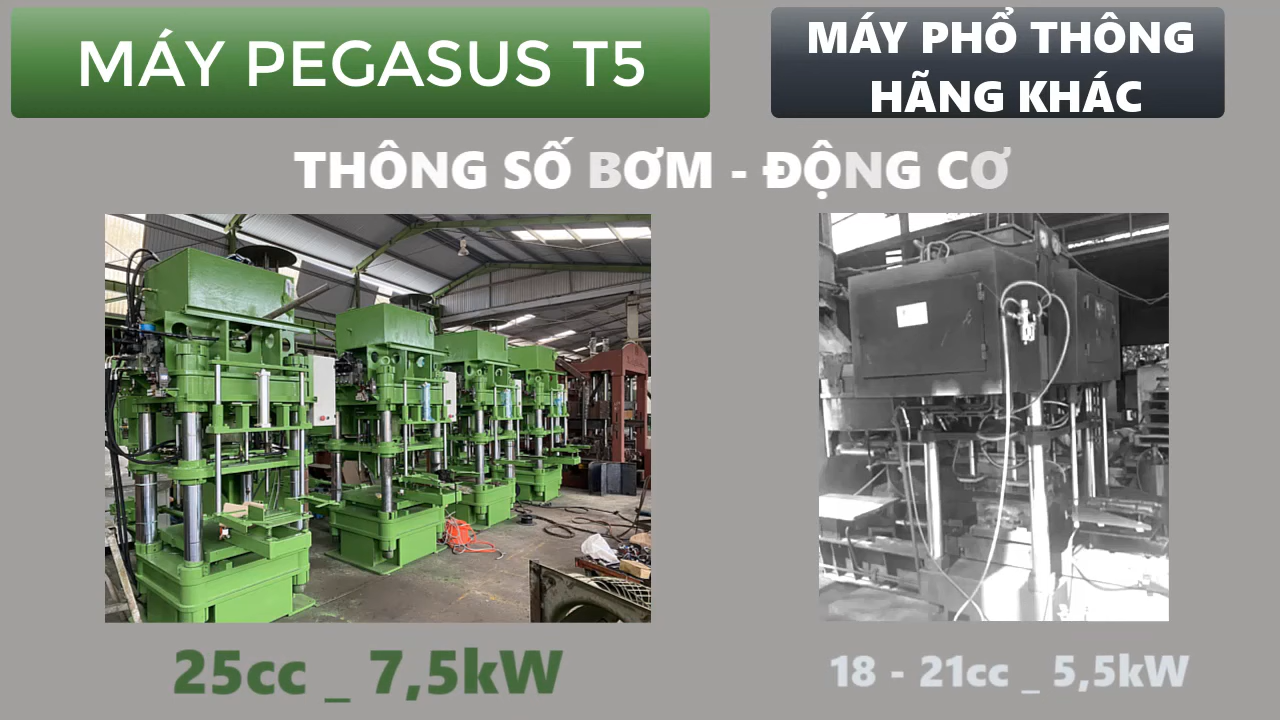 MÁY PEGASUS T5
MÁY PHỔ THÔNG
HÃNG KHÁC
THÔNG SỐ BƠM - ĐỘNG CƠ
25cc _ 7,5kW
18 - 21cc _ 5,5kW